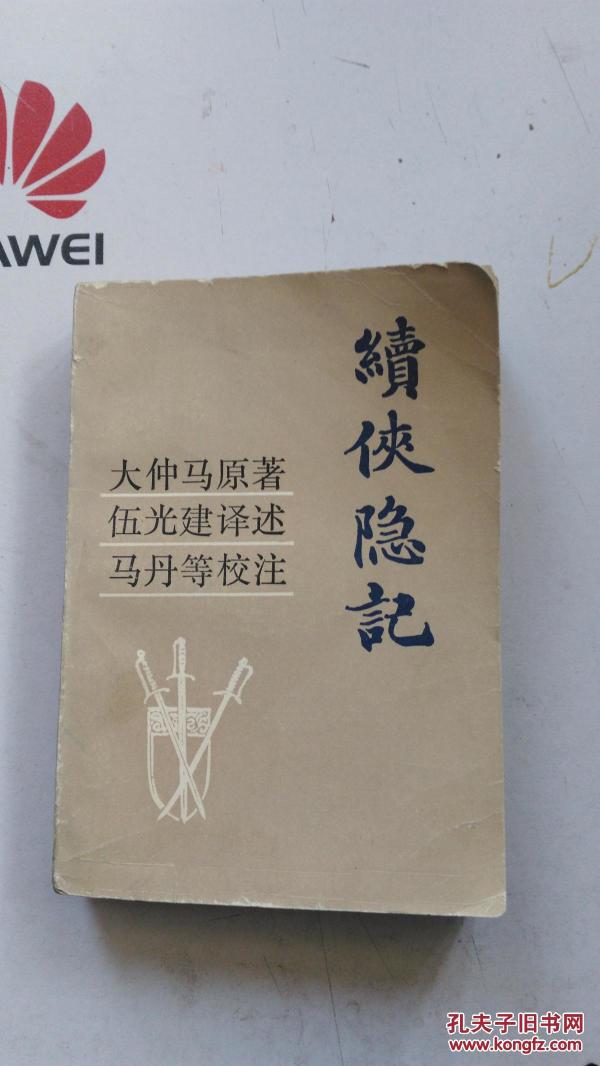 AWEI
續俠隐記
大仲马原著
伍光建译述
马丹等校注
孔夫子旧书网
www.kongfz.com